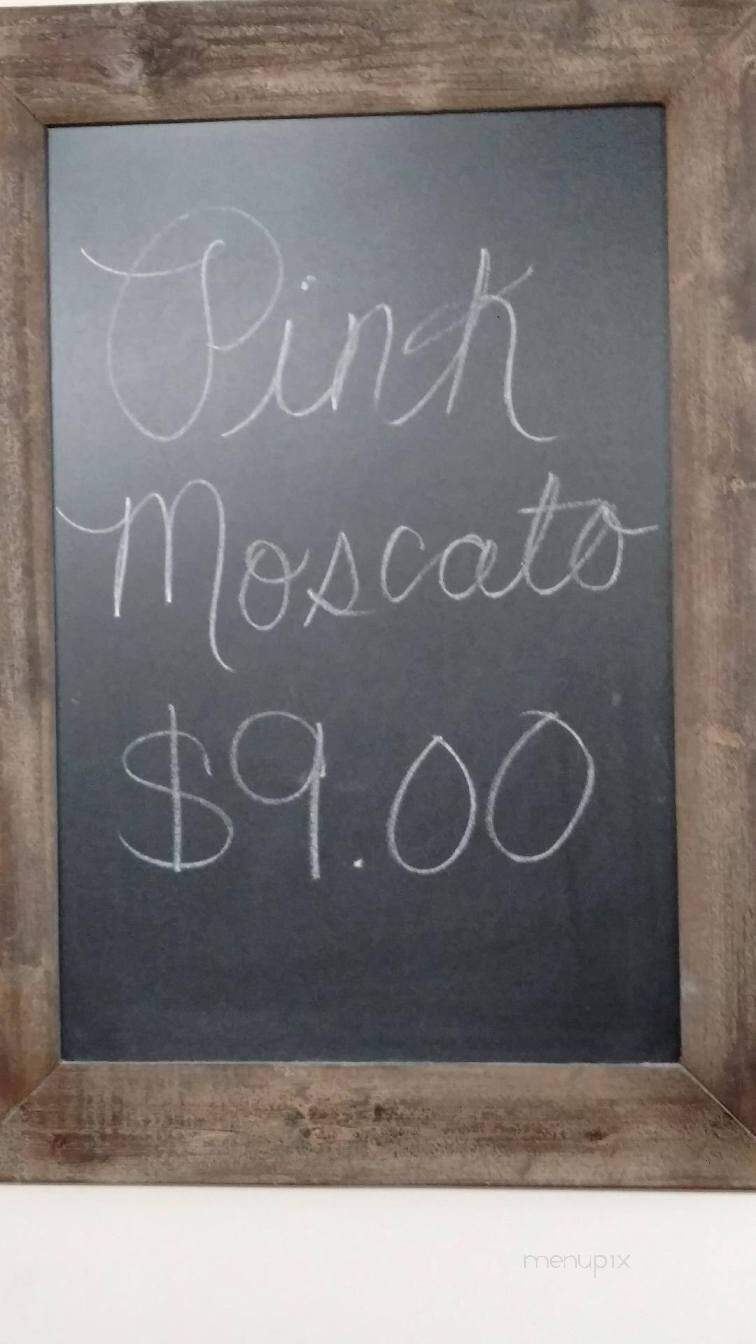 Pink
Moscato
$9.00
menupix